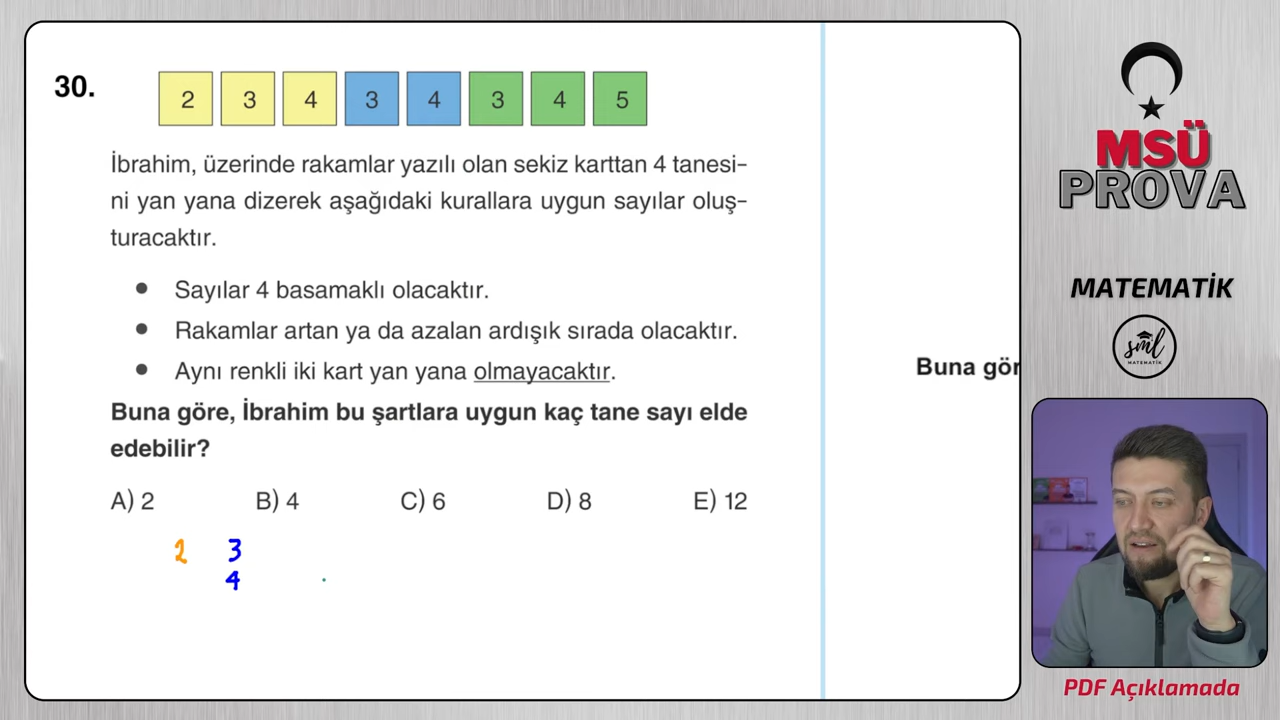 30.
2 3 4 3 4 3 4 5
İbrahim, üzerinde rakamlar yazılı olan sekiz karttan 4 tanesi-
ni yan yana dizerek aşağıdaki kurallara uygun sayılar oluş-
turacaktır.
● Sayılar 4 basamaklı olacaktır.
● Rakamlar artan ya da azalan ardışık sırada olacaktır.
● Aynı renkli iki kart yan yana olmayacaktır.
Buna göre, İbrahim bu şartlara uygun kaç tane sayı elde
edebilir?
A) 2 B) 4 C) 6 D) 8 E) 12
2 3
4
Buna gör
MSÜ
PROVA
MATEMATİK
sml
MATEMATİK
PDF Açıklamada